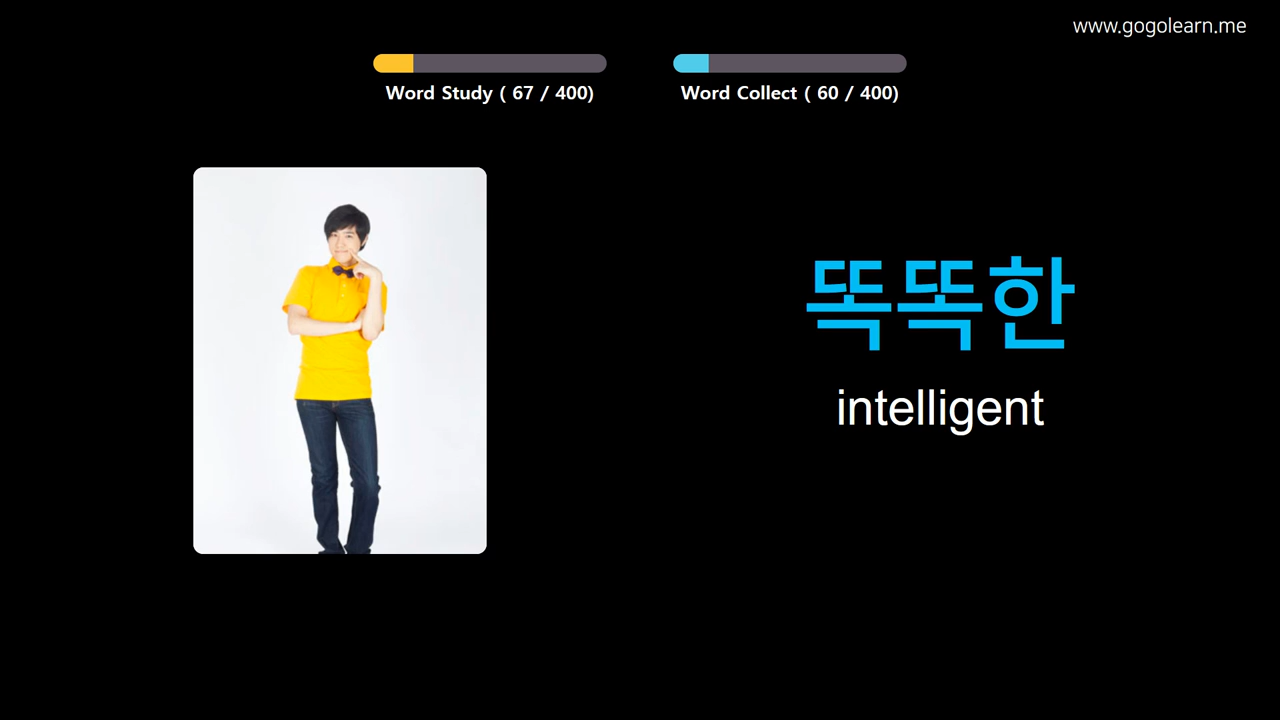 www.gogolearn.me
Word Study ( 67 / 400)
Word Collect ( 60 / 400)
똑똑한
intelligent